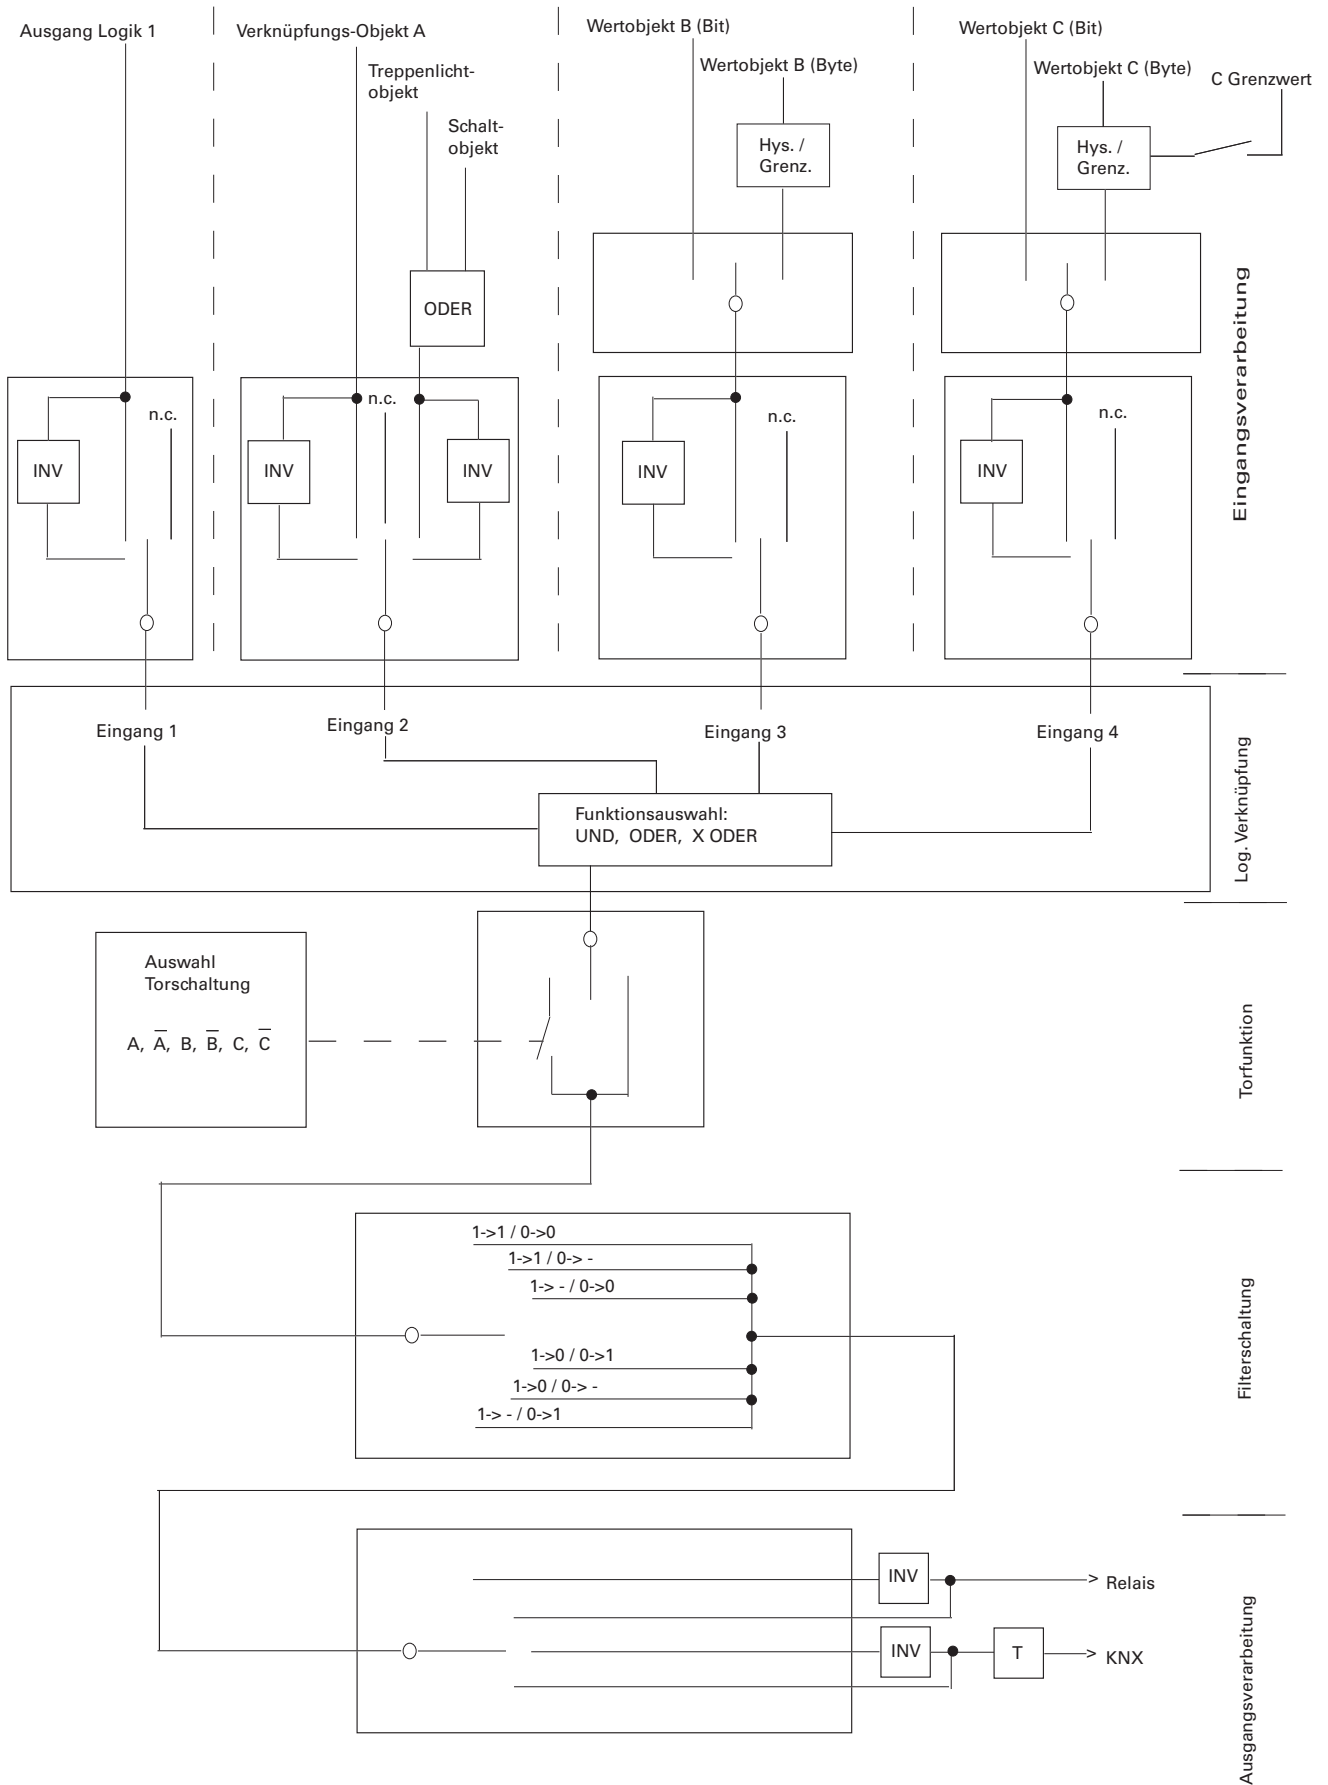 Ausgang Logik 1
Verknüpfungs-Objekt A
Treppenlicht-
objekt
Schalt-
objekt
Wertobjekt B (Bit)
Wertobjekt B (Byte)
Wertobjekt C (Bit)
Wertobjekt C (Byte)
C Grenzwert
Hys. /
Grenz.
Hys. /
Grenz.
ODER
n.c.
INV
n.c.
INV
INV
n.c.
INV
n.c.
INV
Eingangsverarbeitung
Eingang 1
Eingang 2
Eingang 3
Eingang 4
Funktionsauswahl:
UND, ODER, X ODER
Log. Verknüpfung
Auswahl
Torschaltung
A, A̅, B, B̅, C, C̅
Torfunktion
1->1 / 0->0
1->1 / 0-> -
1-> - / 0->0
1->0 / 0->1
1->0 / 0-> -
1-> - / 0->1
Filterschaltung
INV
> Relais
INV
T
> KNX
Ausgangsverarbeitung